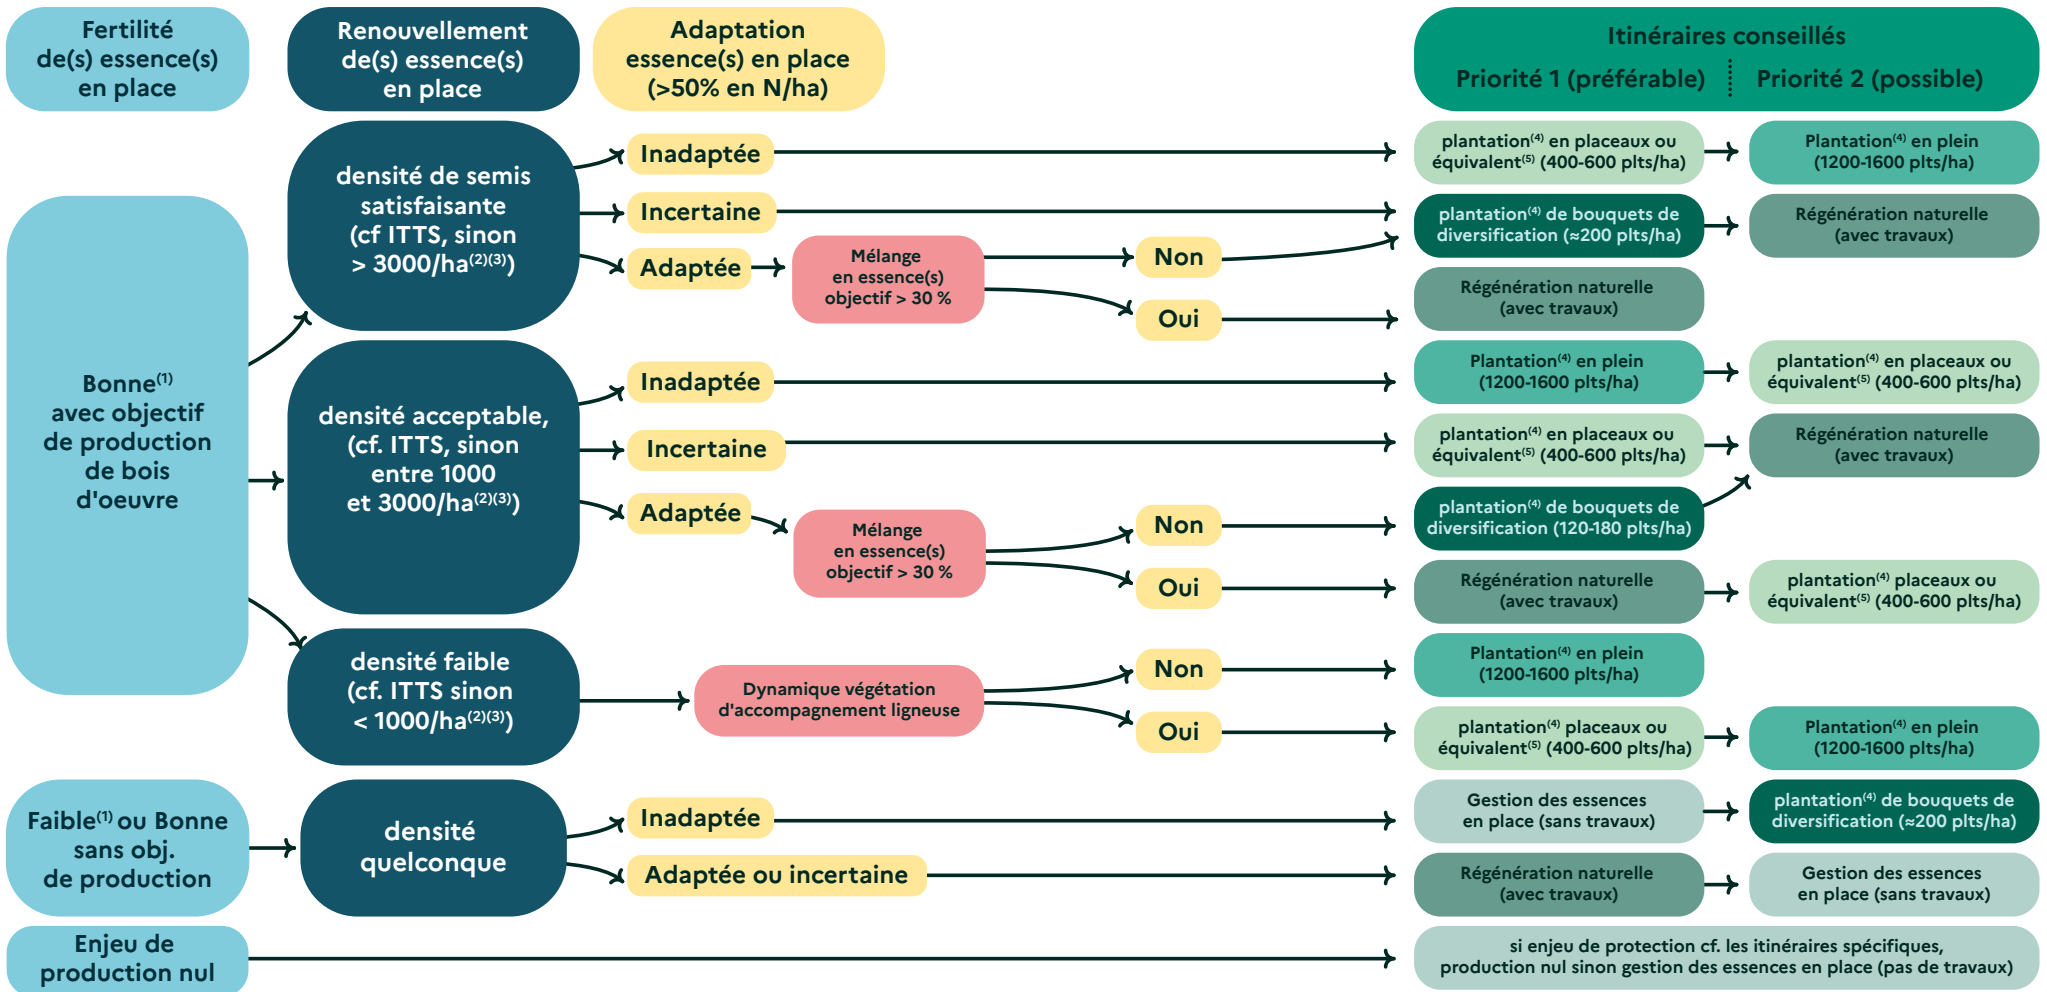 Fertilité
de(s) essence(s)
en place
Renouvellement
de(s) essence(s)
en place
Adaptation
essence(s) en place
(>50% en N/ha)
Itinéraires conseillés
Priorité 1 (préférable)
Priorité 2 (possible)
Bonne(1)
avec objectif
de production
de bois
d'oeuvre
densité de semis
satisfaisante
(cf ITTS, sinon
> 3000/ha(2)(3))
Inadaptée
plantation(4) en placeaux ou
équivalent(5) (400-600 plts/ha)
Plantation(4) en plein
(1200-1600 plts/ha)
Incertaine
plantation(4) de bouquets de
diversification (≈200 plts/ha)
Régénération naturelle
(avec travaux)
Adaptée
Mélange
en essence(s)
objectif > 30 %
Non
Oui
Régénération naturelle
(avec travaux)
densité acceptable,
(cf. ITTS, sinon
entre 1000
et 3000/ha(2)(3))
Inadaptée
Plantation(4) en plein
(1200-1600 plts/ha)
plantation(4) en placeaux ou
équivalent(5) (400-600 plts/ha)
Incertaine
plantation(4) en placeaux ou
équivalent(5) (400-600 plts/ha)
Régénération naturelle
(avec travaux)
Adaptée
Mélange
en essence(s)
objectif > 30 %
Non
plantation(4) de bouquets de
diversification (120-180 plts/ha)
Oui
Régénération naturelle
(avec travaux)
plantation(4) placeaux ou
équivalent(5) (400-600 plts/ha)
densité faible
(cf. ITTS sinon
< 1000/ha(2)(3))
Dynamique végétation
d'accompagnement ligneuse
Non
Plantation(4) en plein
(1200-1600 plts/ha)
Oui
plantation(4) placeaux ou
équivalent(5) (400-600 plts/ha)
Plantation(4) en plein
(1200-1600 plts/ha)
Faible(1) ou Bonne
sans obj.
de production
densité
quelconque
Inadaptée
Gestion des essences
en place (sans travaux)
plantation(4) de bouquets de
diversification (≈200 plts/ha)
Adaptée ou incertaine
Régénération naturelle
(avec travaux)
Gestion des essences
en place (sans travaux)
Enjeu de
production nul
si enjeu de protection cf. les itinéraires spécifiques,
production nul sinon gestion des essences en place (pas de travaux)